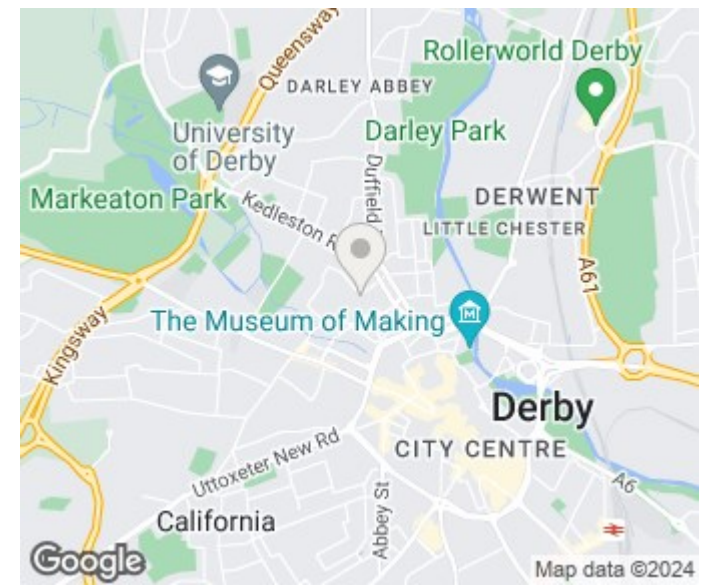 Queensway
Rollerworld Derby
DARLEY ABBEY
University
of Derby
Darley Park
Duffield
DERWENT
Markeaton Park
Kedleston R
LITTLE CHESTER
A61
The Museum of Making
Kingsway
Derby
CITY CENTRE
Uttoxeter New Rd
A6
Abbey St
California
Google
Map data ©2024